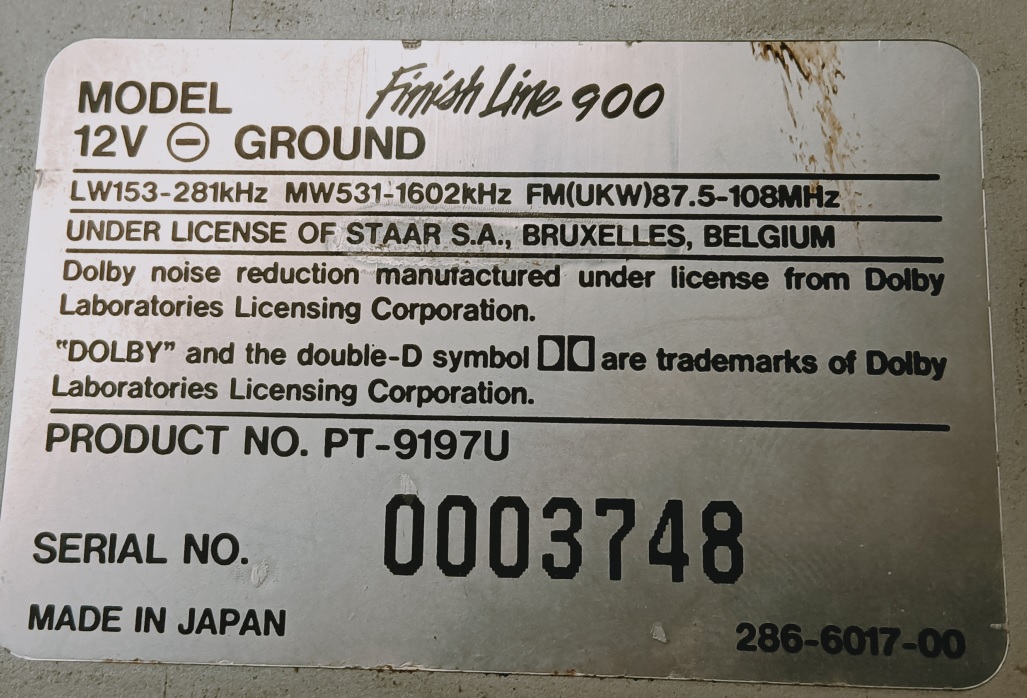 MODEL Finish Line 900
12V ⊖ GROUND
LW153-281kHz MW531-1602kHz FM(UKW)87.5-108MHz
UNDER LICENSE OF STAAR S.A., BRUXELLES, BELGIUM
Dolby noise reduction manufactured under license from Dolby
Laboratories Licensing Corporation.
"DOLBY" and the double-D symbol are trademarks of Dolby
Laboratories Licensing Corporation.
PRODUCT NO. PT-9197U
SERIAL NO. 0003748
MADE IN JAPAN 286-6017-00